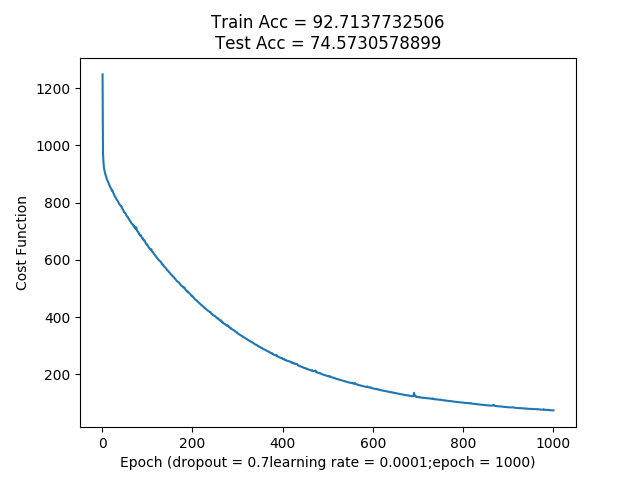 Train Acc = 92.7137732506
Test Acc = 74.5730578899
1200
1000
800
600
400
200
Cost Function
0 200 400 600 800 1000
Epoch (dropout = 0.7learning rate = 0.0001;epoch = 1000)